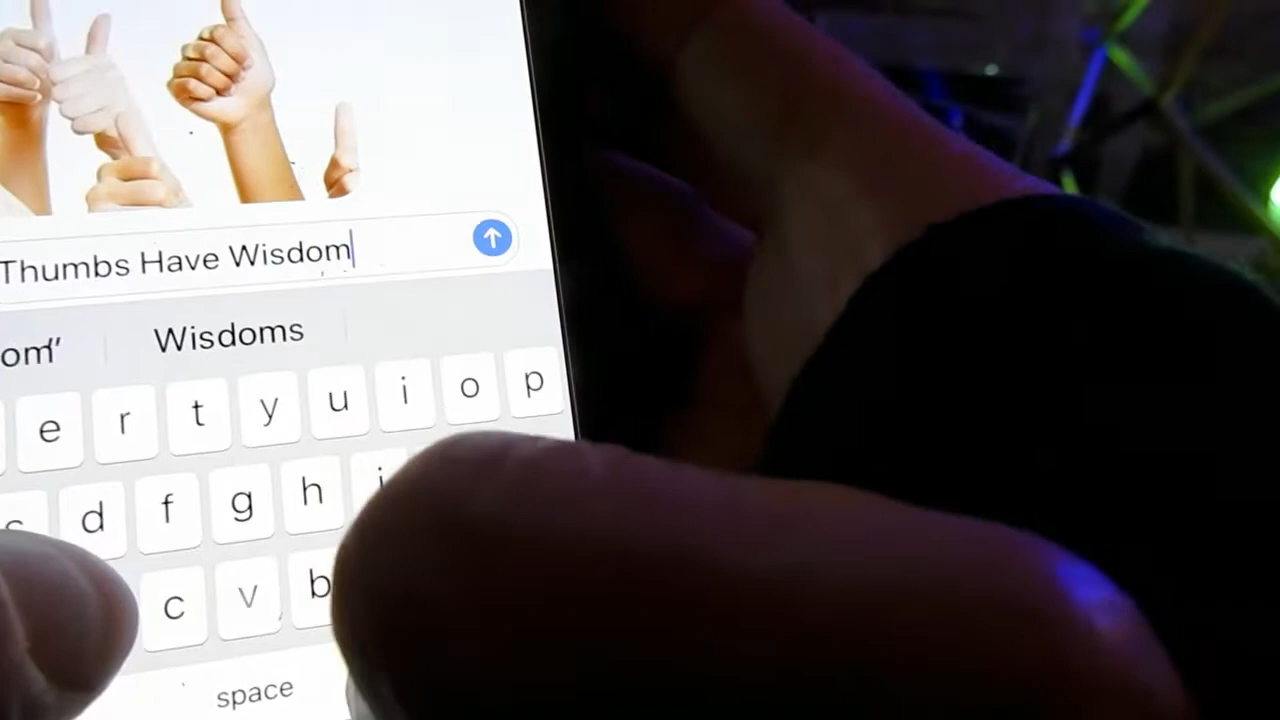 Thumbs Have Wisdom
om" Wisdoms
e r t y u i o p
s d f g h j
c v b
space